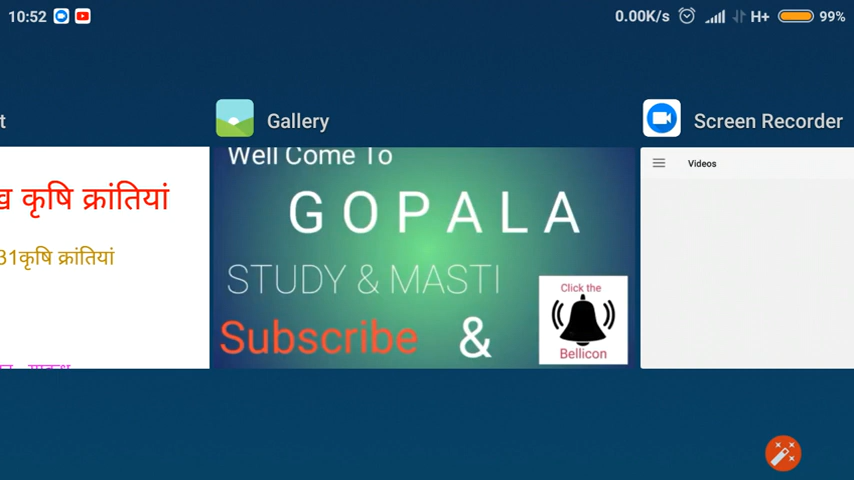 10:52
0.00K/s H+ 99%
t
Gallery
Screen Recorder
कृषि क्रांतियां
31कृषि क्रांतियां
Well Come To
GOPALA
STUDY & MASTI
Subscribe &
Click the
Bellicon
Videos